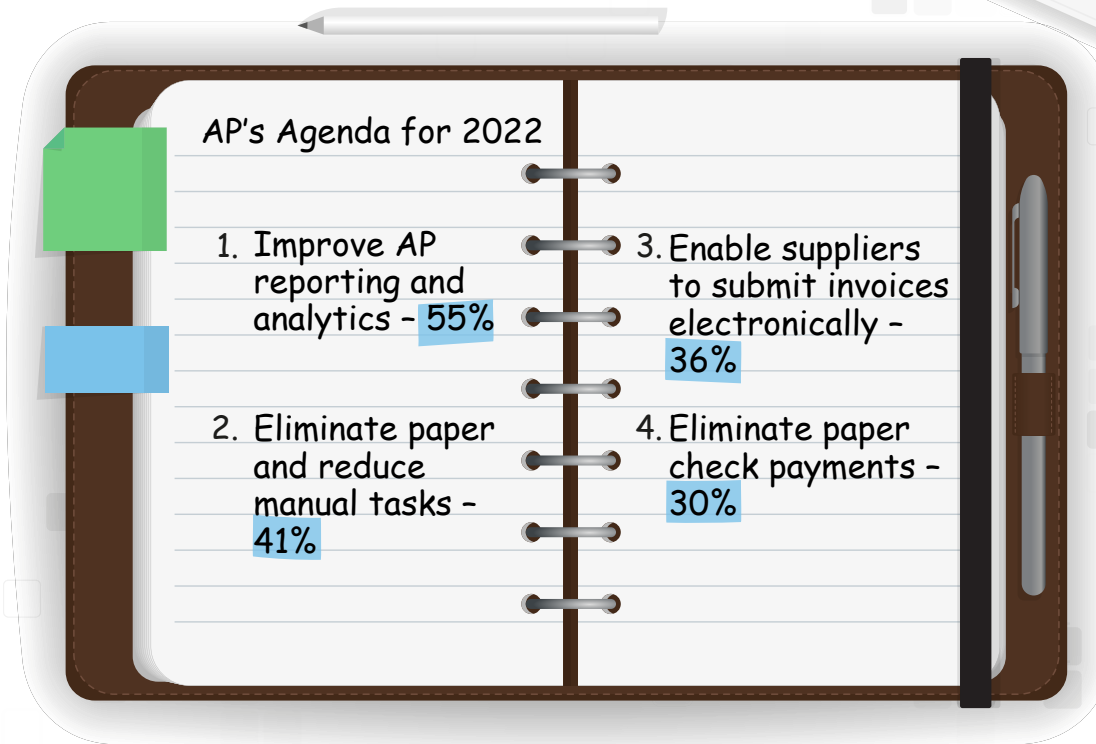 AP’s Agenda for 2022
1. Improve AP
reporting and
analytics – 55%
2. Eliminate paper
and reduce
manual tasks –
41%
3. Enable suppliers
to submit invoices
electronically –
36%
4. Eliminate paper
check payments –
30%